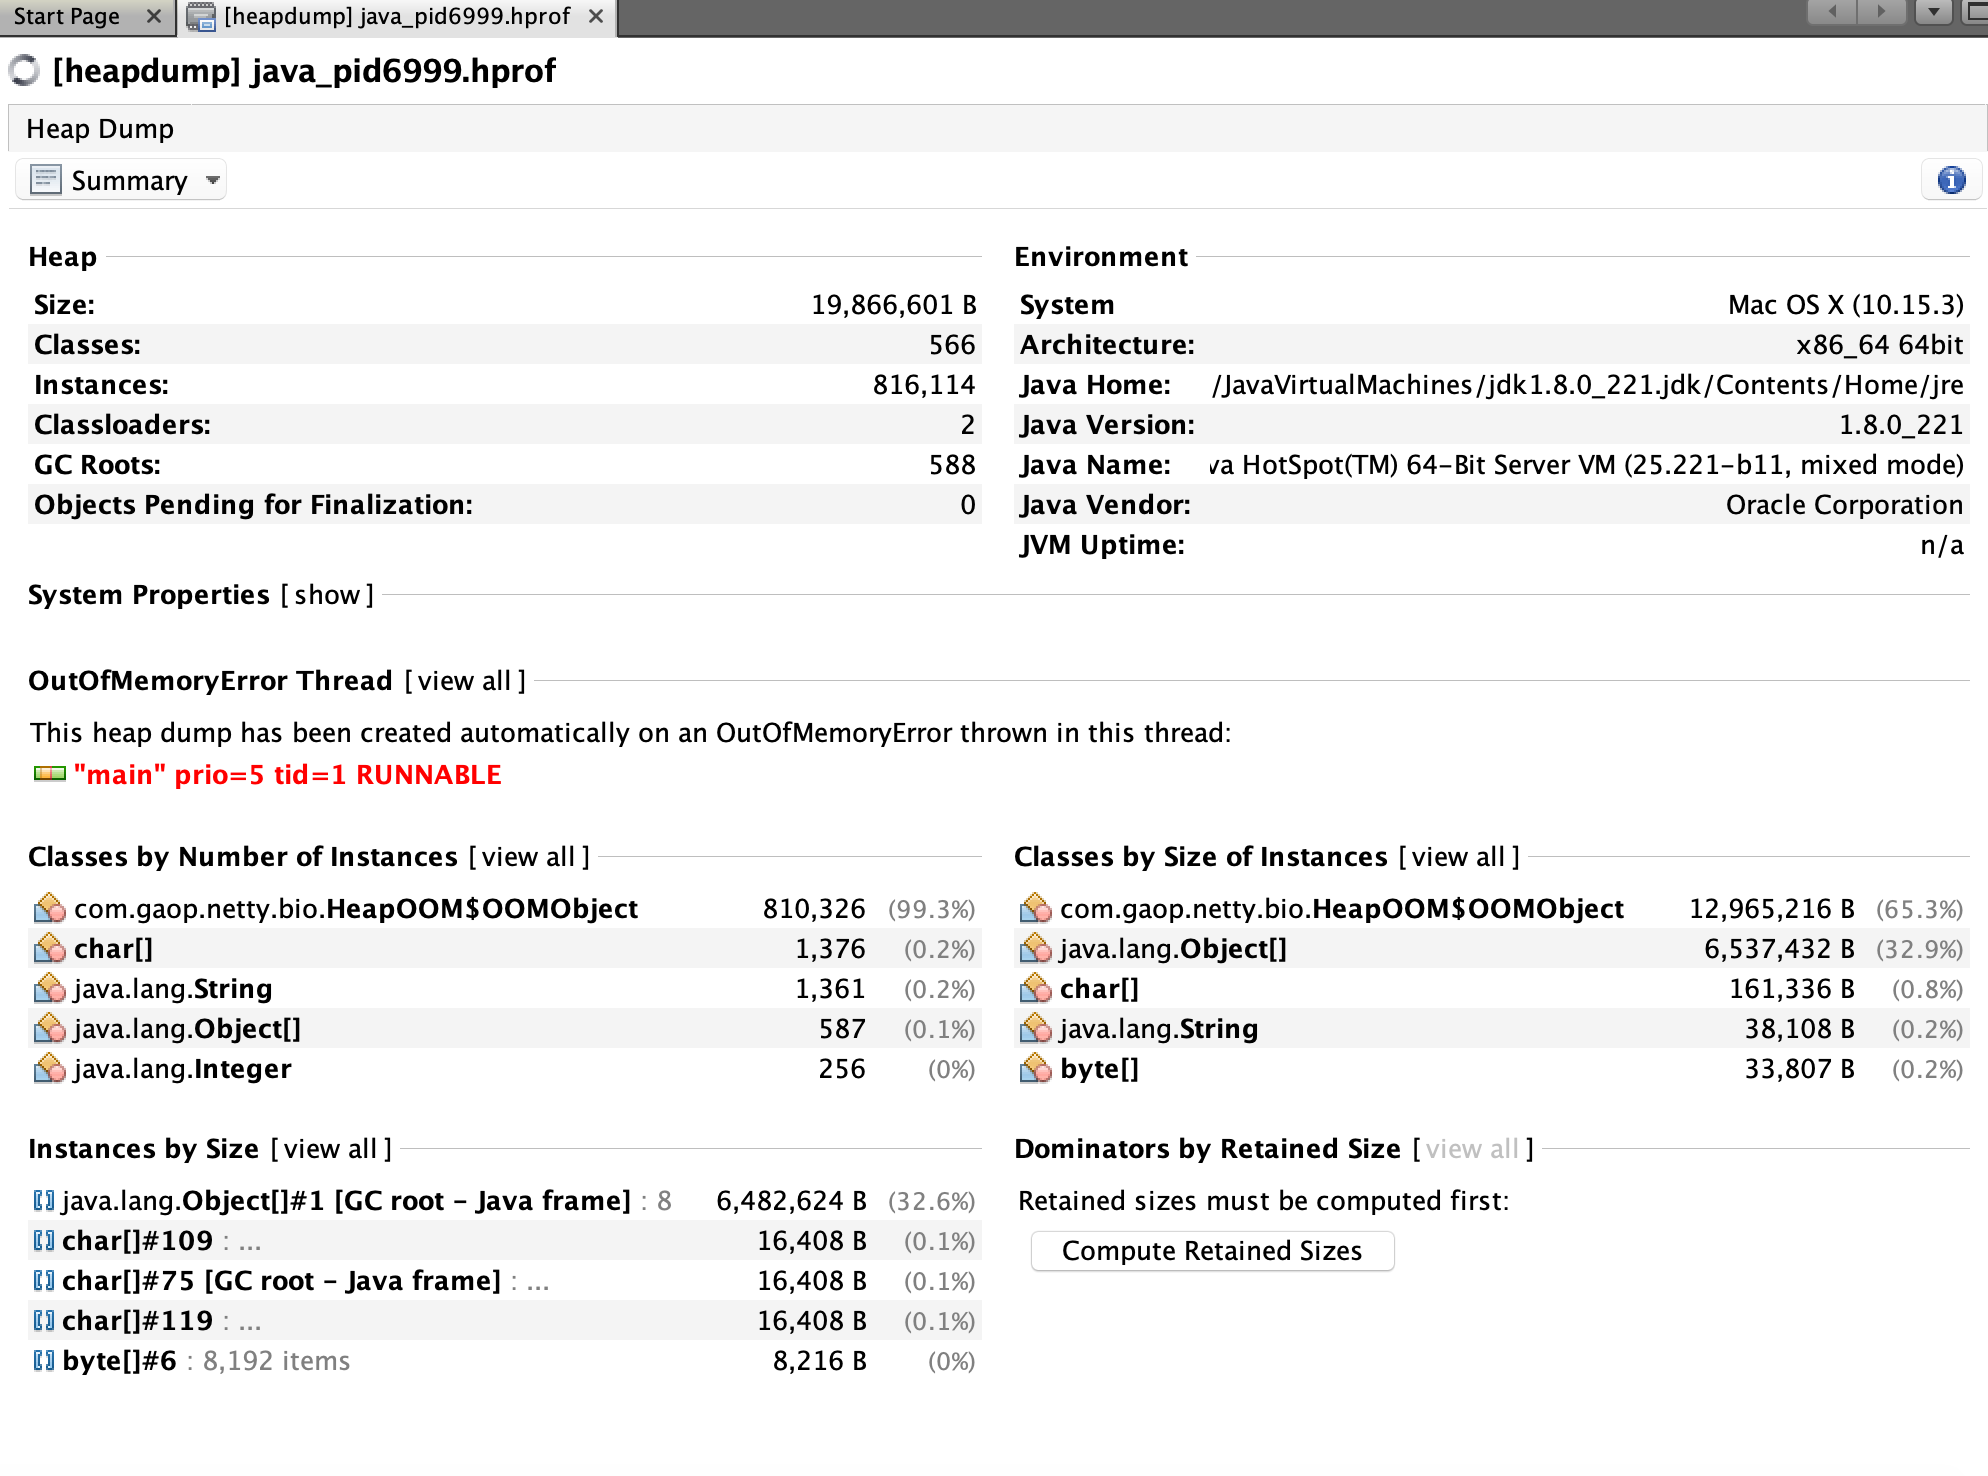 Start Page
[heapdump] java_pid6999.hprof
[heapdump] java_pid6999.hprof
Heap Dump
Summary
Heap
Size: 19,866,601 B
Classes: 566
Instances: 816,114
Classloaders: 2
GC Roots: 588
Objects Pending for Finalization: 0
Environment
System Mac OS X (10.15.3)
Architecture: x86_64 64bit
Java Home: /JavaVirtualMachines/jdk1.8.0_221.jdk/Contents/Home/jre
Java Version: 1.8.0_221
Java Name: va HotSpot(TM) 64-Bit Server VM (25.221-b11, mixed mode)
Java Vendor: Oracle Corporation
JVM Uptime: n/a
System Properties [show]
OutOfMemoryError Thread [view all]
This heap dump has been created automatically on an OutOfMemoryError thrown in this thread:
"main" prio=5 tid=1 RUNNABLE
Classes by Number of Instances [view all]
com.gaop.netty.bio.HeapOOM$OOMObject 810,326 (99.3%)
char[] 1,376 (0.2%)
java.lang.String 1,361 (0.2%)
java.lang.Object[] 587 (0.1%)
java.lang.Integer 256 (0%)
Classes by Size of Instances [view all]
com.gaop.netty.bio.HeapOOM$OOMObject 12,965,216 B (65.3%)
java.lang.Object[] 6,537,432 B (32.9%)
char[] 161,336 B (0.8%)
java.lang.String 38,108 B (0.2%)
byte[] 33,807 B (0.2%)
Instances by Size [view all]
java.lang.Object[]#1 [GC root - Java frame] : 8 6,482,624 B (32.6%)
char[]#109 : ... 16,408 B (0.1%)
char[]#75 [GC root - Java frame] : ... 16,408 B (0.1%)
char[]#119 : ... 16,408 B (0.1%)
byte[]#6 : 8,192 items 8,216 B (0%)
Dominators by Retained Size [view all]
Retained sizes must be computed first:
Compute Retained Sizes